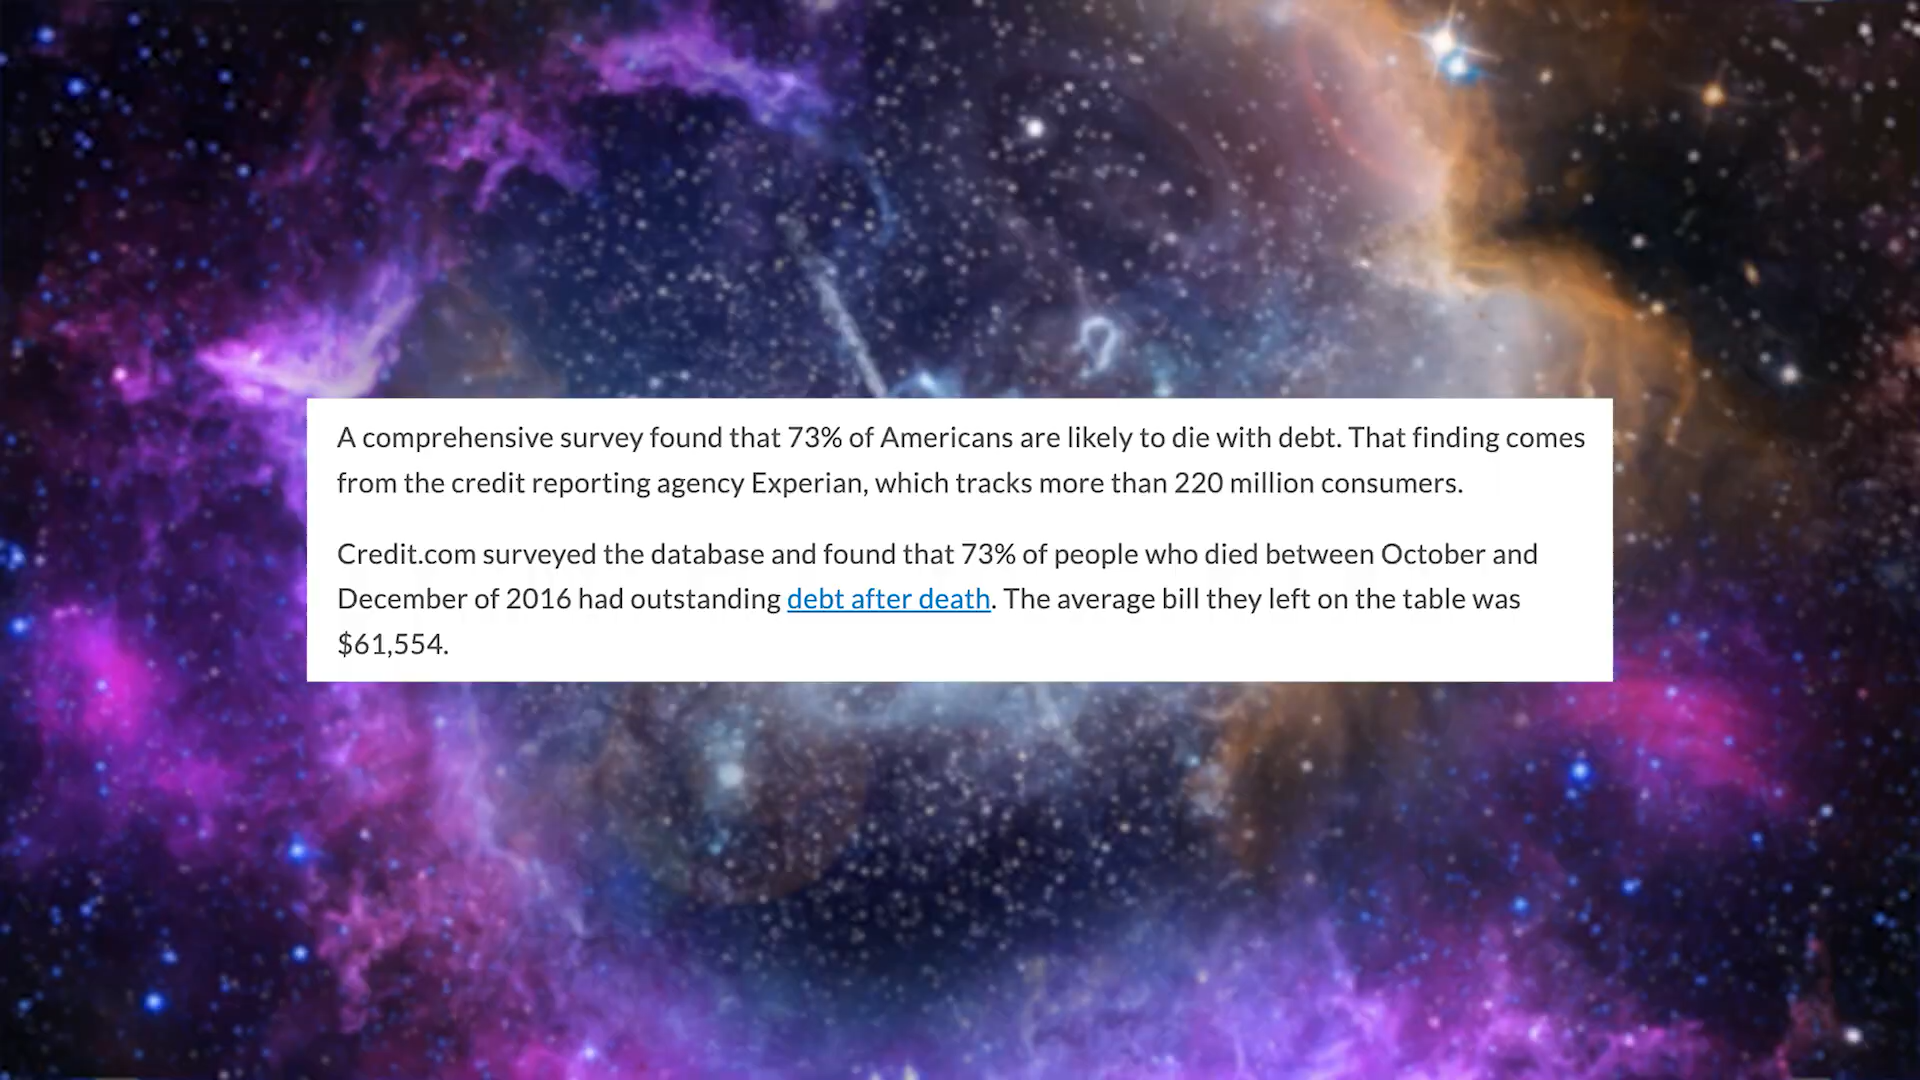 A comprehensive survey found that 73% of Americans are likely to die with debt. That finding comes
from the credit reporting agency Experian, which tracks more than 220 million consumers.
Credit.com surveyed the database and found that 73% of people who died between October and
December of 2016 had outstanding debt after death. The average bill they left on the table was
$61,554.